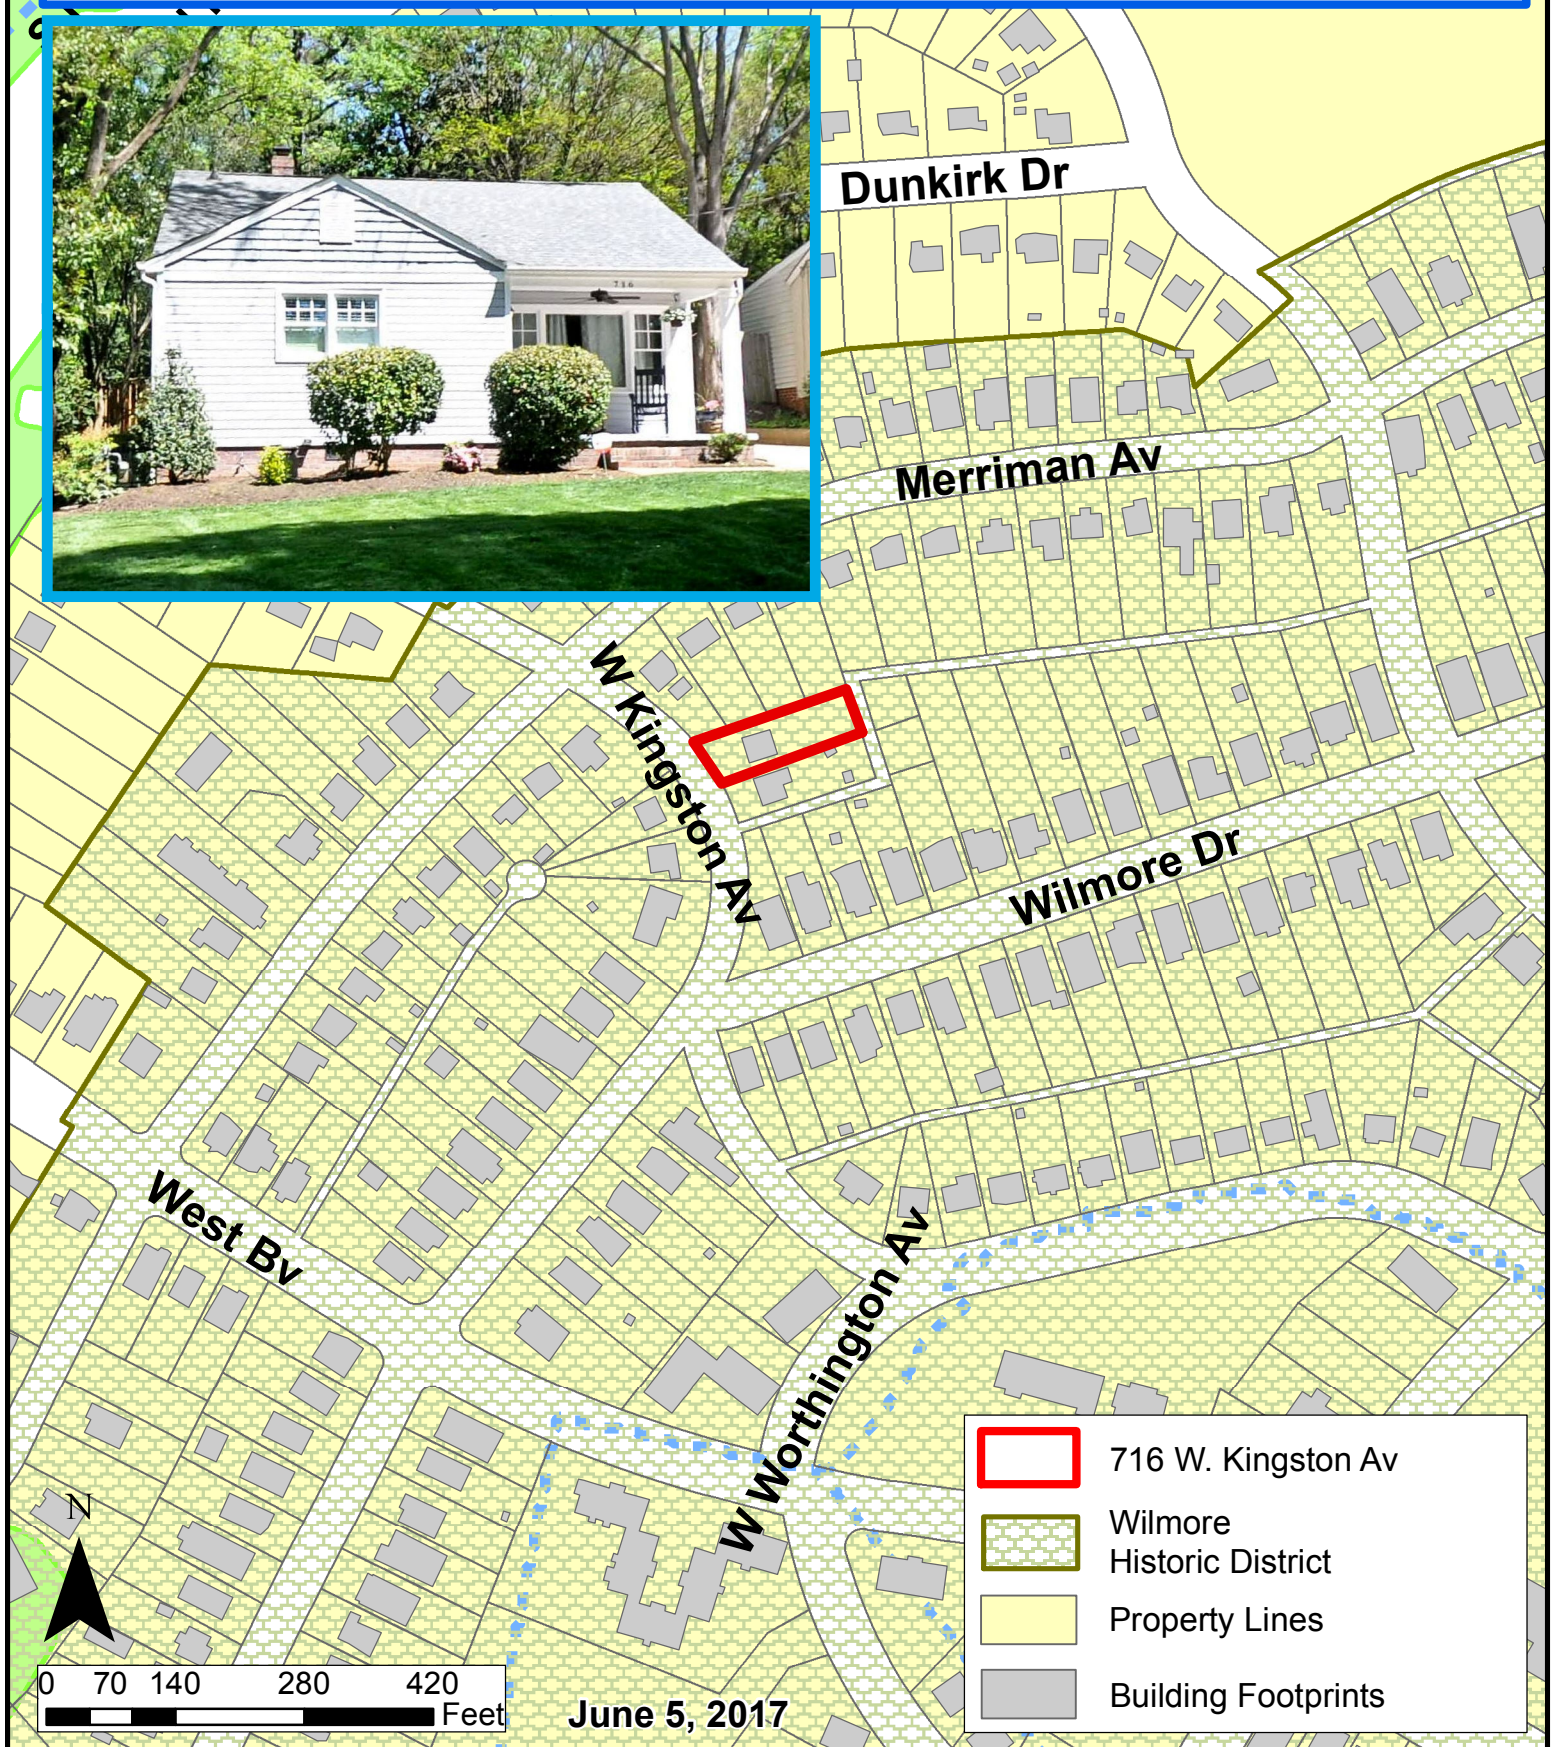 716
Dunkirk Dr
Merriman Av
W Kingston Av
Wilmore Dr
West Bv
W Worthington Av
716 W. Kingston Av
Wilmore
Historic District
Property Lines
Building Footprints
N
0 70 140 280 420
Feet
June 5, 2017